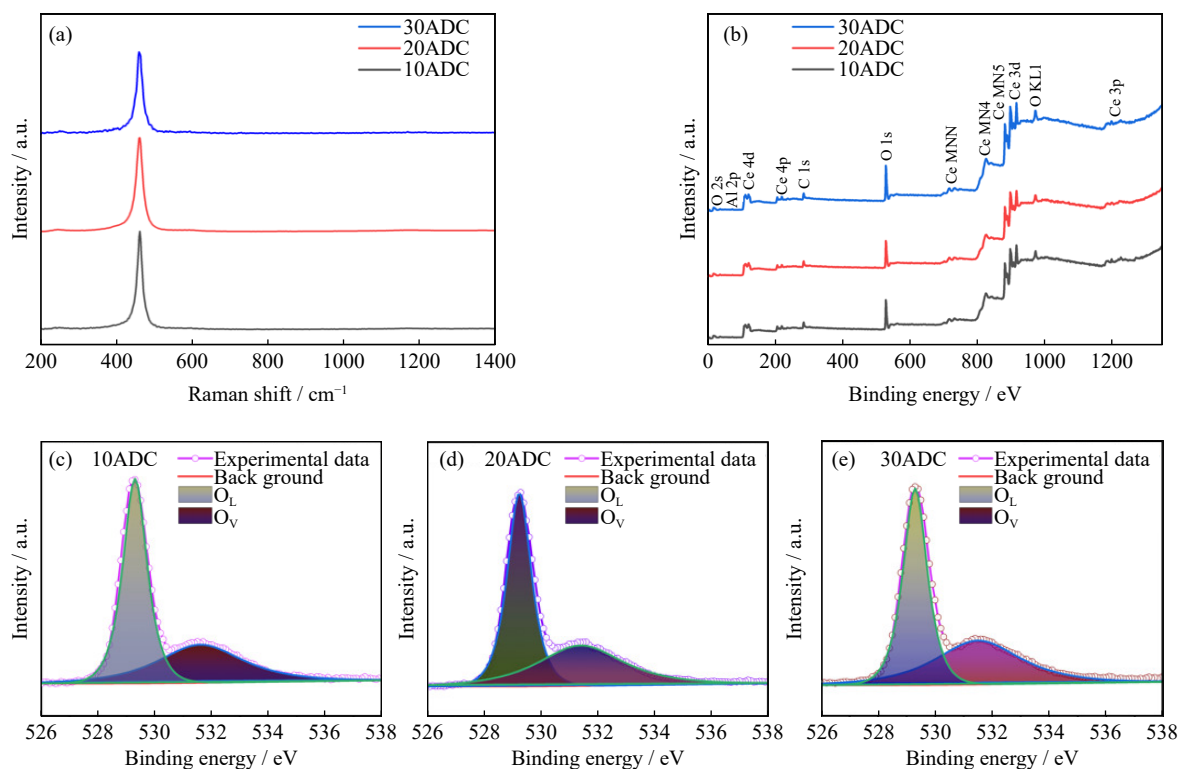 (a)
30ADC
20ADC
10ADC
Intensity / a.u.
200 400 600 800 1000 1200 1400
Raman shift / cm⁻¹
(b)
30ADC
20ADC
10ADC
Intensity / a.u.
O 2s
Al 2p
Ce 4d
Ce 4p
C 1s
O 1s
Ce MNN
Ce MN4
Ce MN5
Ce 3d
O KL1
Ce 3p
0 200 400 600 800 1000 1200
Binding energy / eV
(c) 10ADC
Experimental data
Back ground
O_L
O_V
Intensity / a.u.
526 528 530 532 534 536 538
Binding energy / eV
(d) 20ADC
Experimental data
Back ground
O_L
O_V
Intensity / a.u.
526 528 530 532 534 536 538
Binding energy / eV
(e) 30ADC
Experimental data
Back ground
O_L
O_V
Intensity / a.u.
526 528 530 532 534 536 538
Binding energy / eV